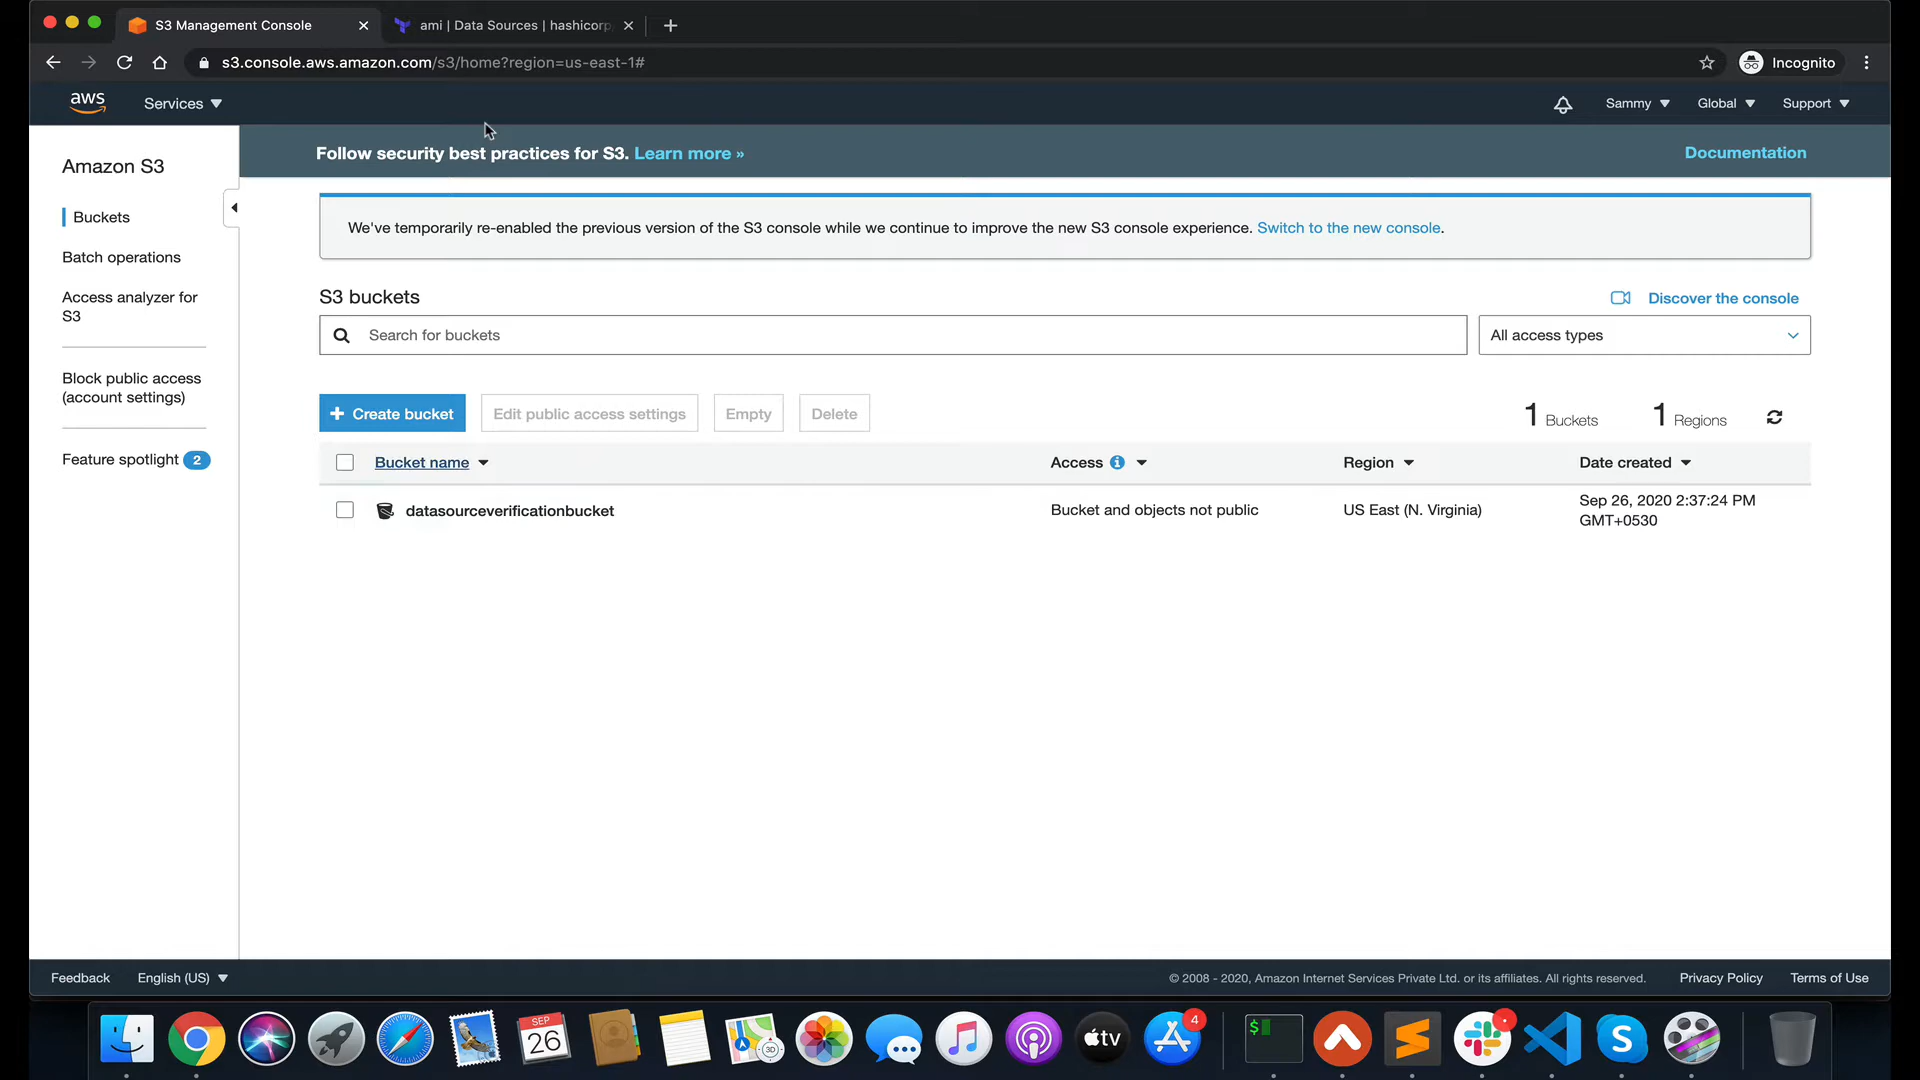 S3 Management Console
ami | Data Sources | hashicorp
s3.console.aws.amazon.com/s3/home?region=us-east-1#
Incognito
aws
Services
Sammy
Global
Support
Amazon S3
Follow security best practices for S3. Learn more »
Documentation
Buckets
Batch operations
Access analyzer for
S3
Block public access
(account settings)
Feature spotlight 2
We've temporarily re-enabled the previous version of the S3 console while we continue to improve the new S3 console experience. Switch to the new console.
S3 buckets
Discover the console
Search for buckets
All access types
+ Create bucket
Edit public access settings
Empty
Delete
1 Buckets
1 Regions
Bucket name
Access
Region
Date created
datasourceverificationbucket
Bucket and objects not public
US East (N. Virginia)
Sep 26, 2020 2:37:24 PM
GMT+0530
Feedback
English (US)
© 2008 - 2020, Amazon Internet Services Private Ltd. or its affiliates. All rights reserved.
Privacy Policy
Terms of Use
SEP
26
3D
tv
4
$
S